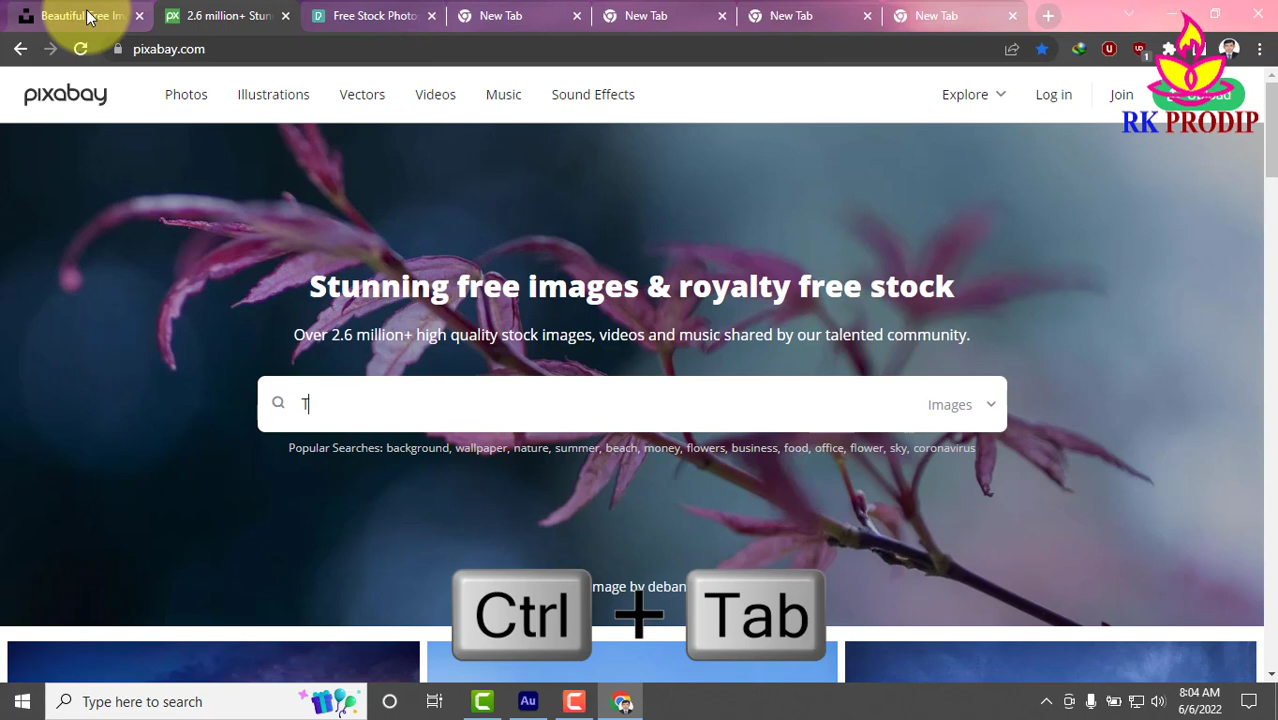 Beautiful Free Im
2.6 million+ Stun
Free Stock Photo
New Tab
New Tab
New Tab
New Tab
pixabay.com
pixabay
Photos
Illustrations
Vectors
Videos
Music
Sound Effects
Explore
Log in
Join
RK PRODIP
Stunning free images & royalty free stock
Over 2.6 million+ high quality stock images, videos and music shared by our talented community.
T
Images
Popular Searches: background, wallpaper, nature, summer, beach, money, flowers, business, food, office, flower, sky, coronavirus
mage by deban
Ctrl + Tab
Type here to search
Au
8:04 AM
6/6/2022